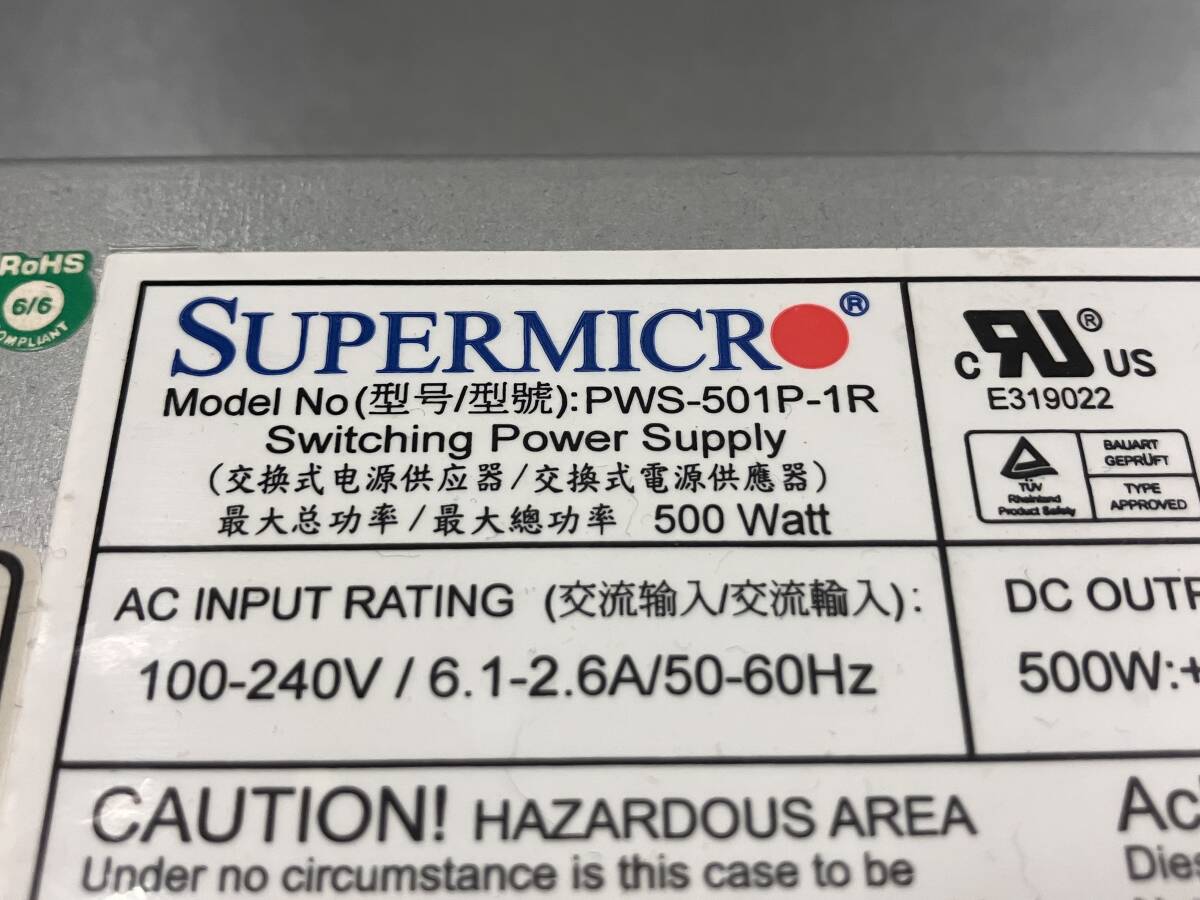 RoHS
6/6
COMPLIANT
SUPERMICRO®
Model No(型号/型號):PWS-501P-1R
Switching Power Supply
(交换式电源供应器/交換式電源供應器)
最大总功率/最大總功率 500 Watt
C RU ® US
E319022
TÜV
Rheinland
Product Safety
BAUART
GEPRÜFT
TYPE
APPROVED
AC INPUT RATING (交流输入/交流輸入):
100-240V / 6.1-2.6A/50-60Hz
DC OUTP
500W:+
CAUTION! HAZARDOUS AREA
Under no circumstance is this case to be
Ac
Dies